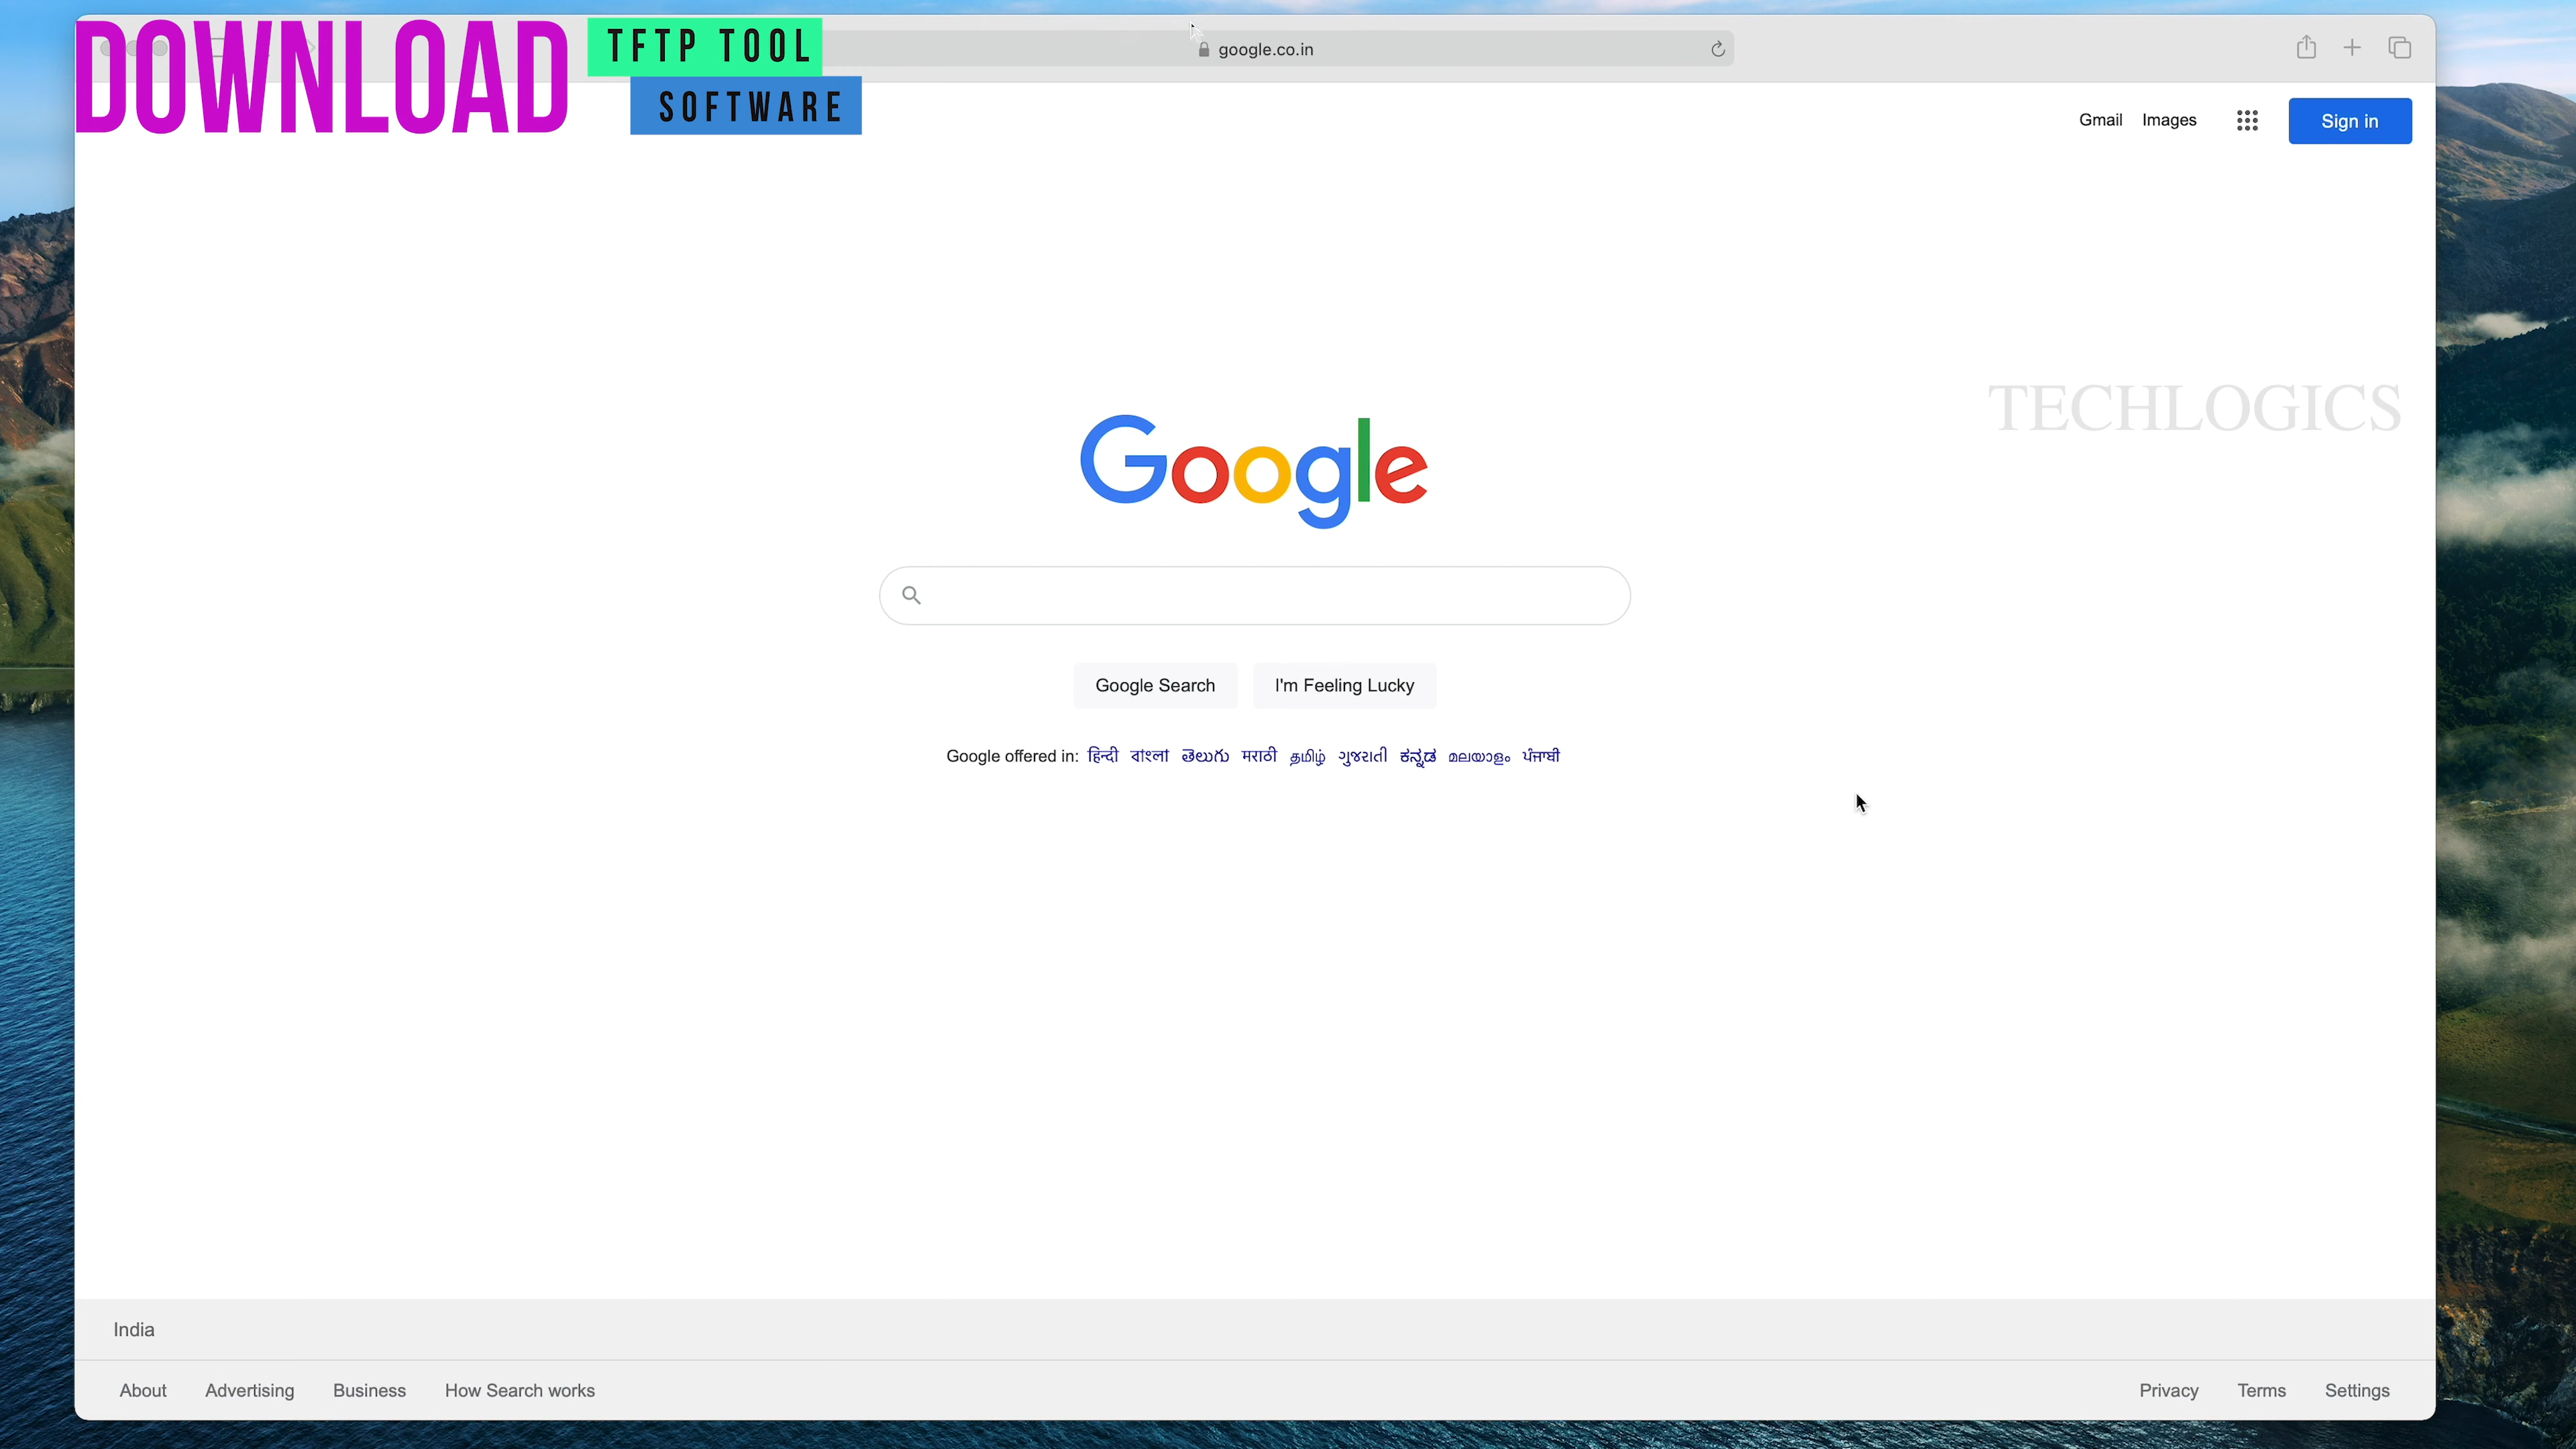 DOWNLOAD
TFTP TOOL
SOFTWARE
google.co.in
Gmail Images Sign in
TECHLOGICS
Google
Google Search I'm Feeling Lucky
Google offered in: हिन्दी বাংলা తెలుగు मराठी தமிழ் ગુજરાતી ಕನ್ನಡ മലയാളം ਪੰਜਾਬੀ
India
About Advertising Business How Search works Privacy Terms Settings